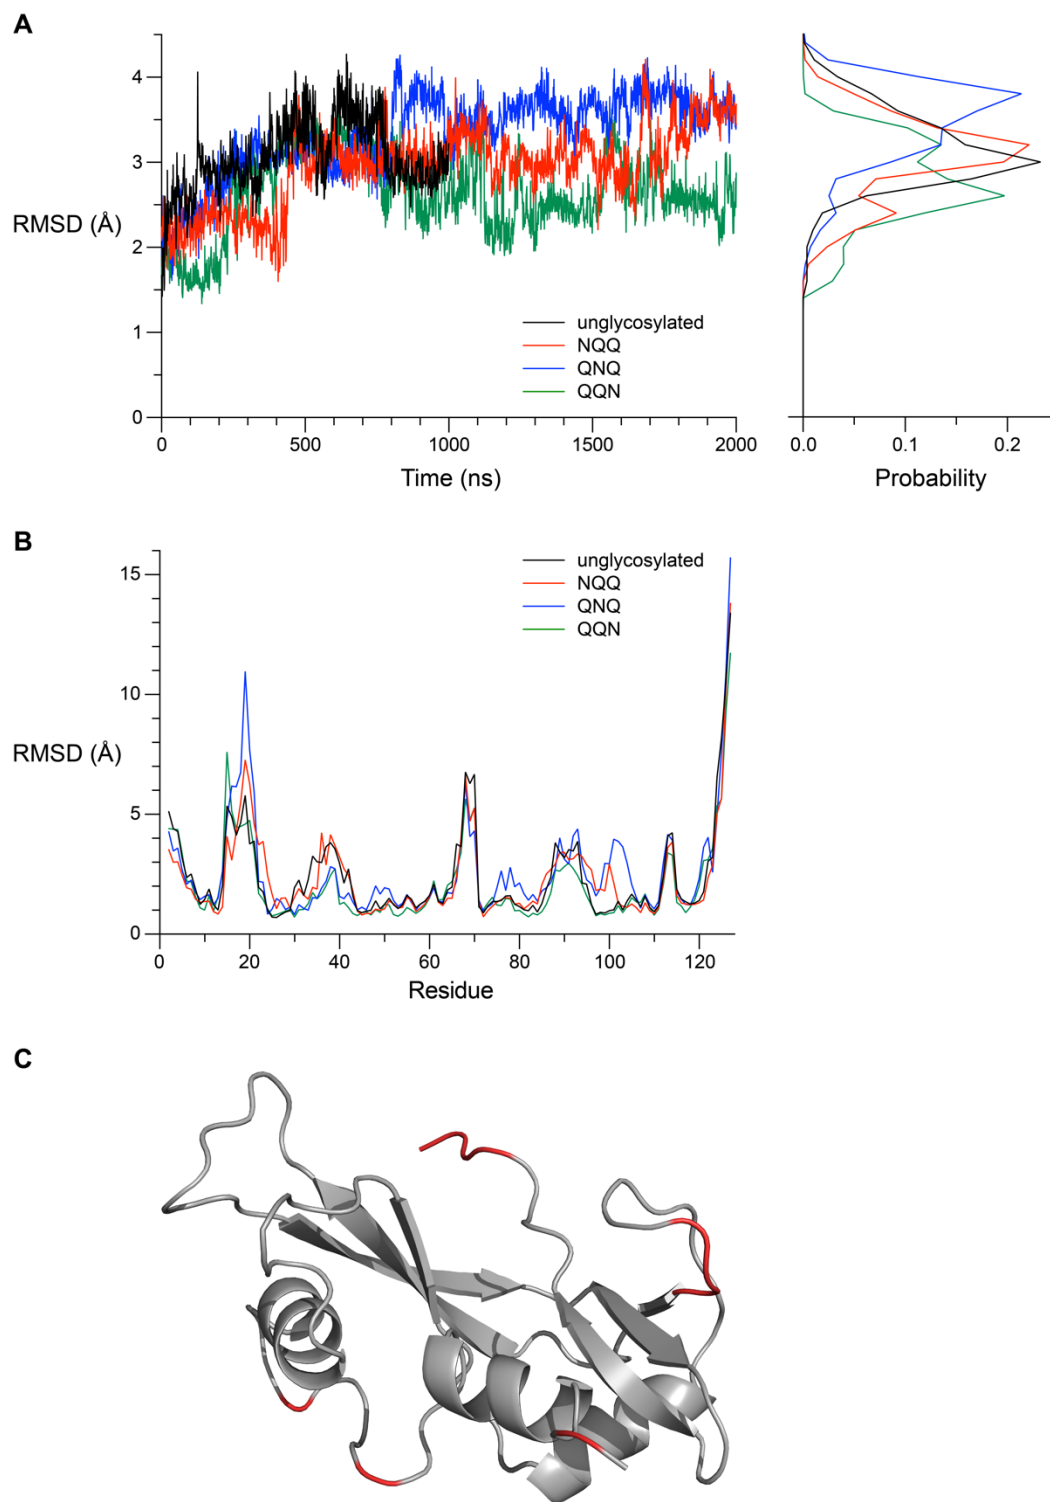 A
4
3
RMSD (Å)
2
1
0
unglycosylated
NQQ
QNQ
QQN
0 500 1000 1500 2000
Time (ns)
0.0 0.1 0.2
Probability
B
15
10
RMSD (Å)
5
0
unglycosylated
NQQ
QNQ
QQN
0 20 40 60 80 100 120
Residue
C